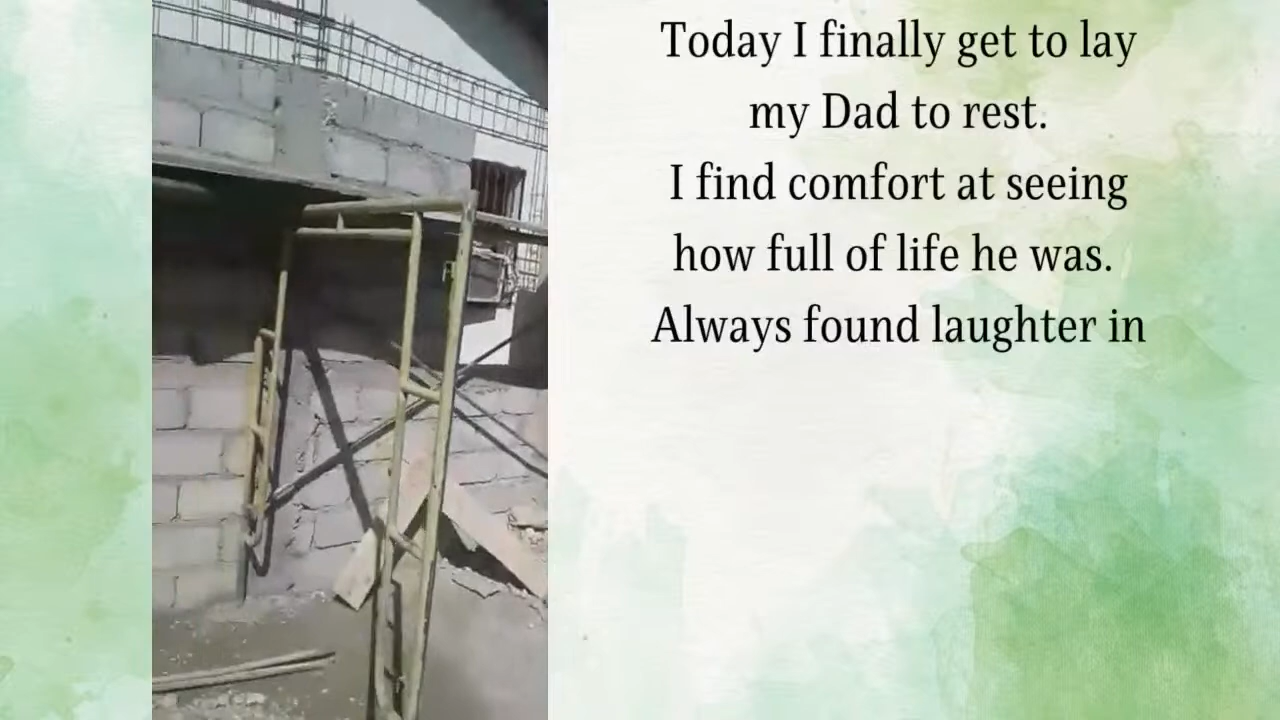 Today I finally get to lay
my Dad to rest.
I find comfort at seeing
how full of life he was.
Always found laughter in